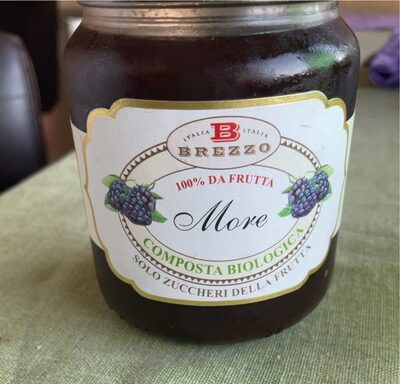 ITALIA B ITALIA
BREZZO
100% DA FRUTTA
More
COMPOSTA BIOLOGICA
SOLO ZUCCHERI DELLA FRUTTA